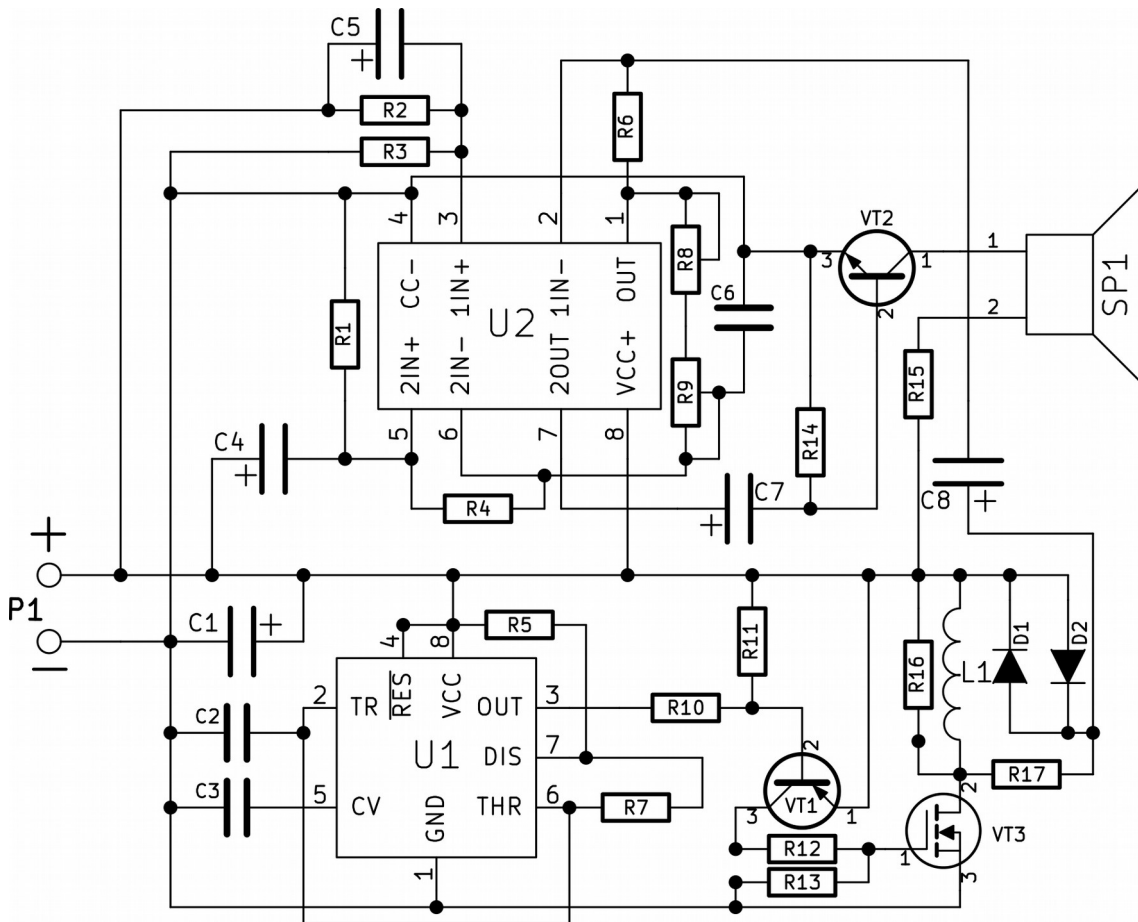 C5
+
R2
R3
R6
4
3
2
1
CC-
1IN+
1IN-
OUT
U2
2IN+
2IN-
2OUT
VCC+
5
6
7
8
R1
R8
R9
C6
VT2
3
1
2
1
2
SP1
R15
R14
C4
+
R4
C7
+
C8
+
+
P1
−
C1
+
4
8
R5
R11
R16
L1
D1
D2
2
TR
RES
VCC
OUT
3
R10
C2
U1
DIS
7
2
C3
5
CV
GND
THR
6
R7
VT1
3
1
R17
2
VT3
R12
1
R13
3
1